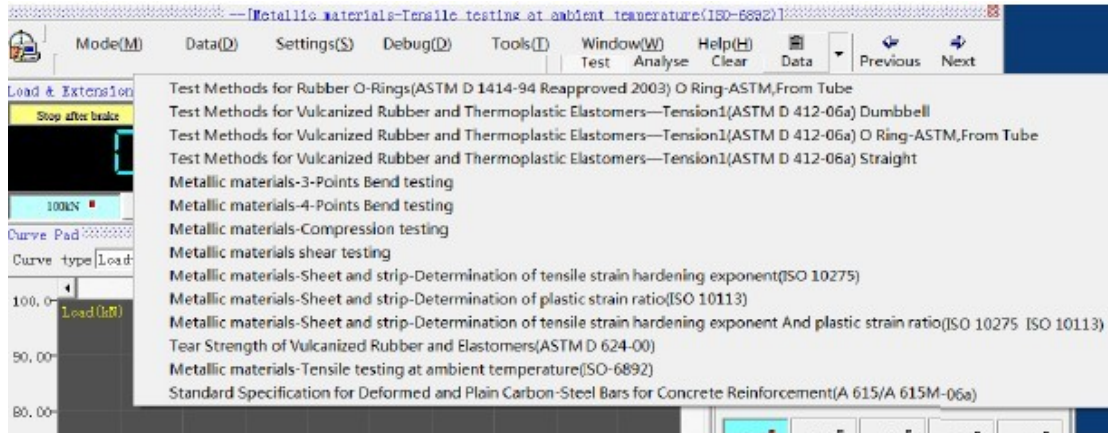 ---[Metallic materials-Tensile testing at ambient temperature(ISO-6892)]
Mode(M) Data(D) Settings(S) Debug(D) Tools(T) Window(W) Help(H)
Test Analyse Clear Data Previous Next
Load & Extension
Stop after brake
100kN
Curve Pad
Curve type Load
100.0
Load(kN)
90.00
80.00
Test Methods for Rubber O-Rings(ASTM D 1414-94 Reapproved 2003) O Ring-ASTM,From Tube
Test Methods for Vulcanized Rubber and Thermoplastic Elastomers—Tension1(ASTM D 412-06a) Dumbbell
Test Methods for Vulcanized Rubber and Thermoplastic Elastomers—Tension1(ASTM D 412-06a) O Ring-ASTM,From Tube
Test Methods for Vulcanized Rubber and Thermoplastic Elastomers—Tension1(ASTM D 412-06a) Straight
Metallic materials-3-Points Bend testing
Metallic materials-4-Points Bend testing
Metallic materials-Compression testing
Metallic materials shear testing
Metallic materials-Sheet and strip-Determination of tensile strain hardening exponent(ISO 10275)
Metallic materials-Sheet and strip-Determination of plastic strain ratio(ISO 10113)
Metallic materials-Sheet and strip-Determination of tensile strain hardening exponent And plastic strain ratio(ISO 10275 ISO 10113)
Tear Strength of Vulcanized Rubber and Elastomers(ASTM D 624-00)
Metallic materials-Tensile testing at ambient temperature(ISO-6892)
Standard Specification for Deformed and Plain Carbon-Steel Bars for Concrete Reinforcement(A 615/A 615M-06a)